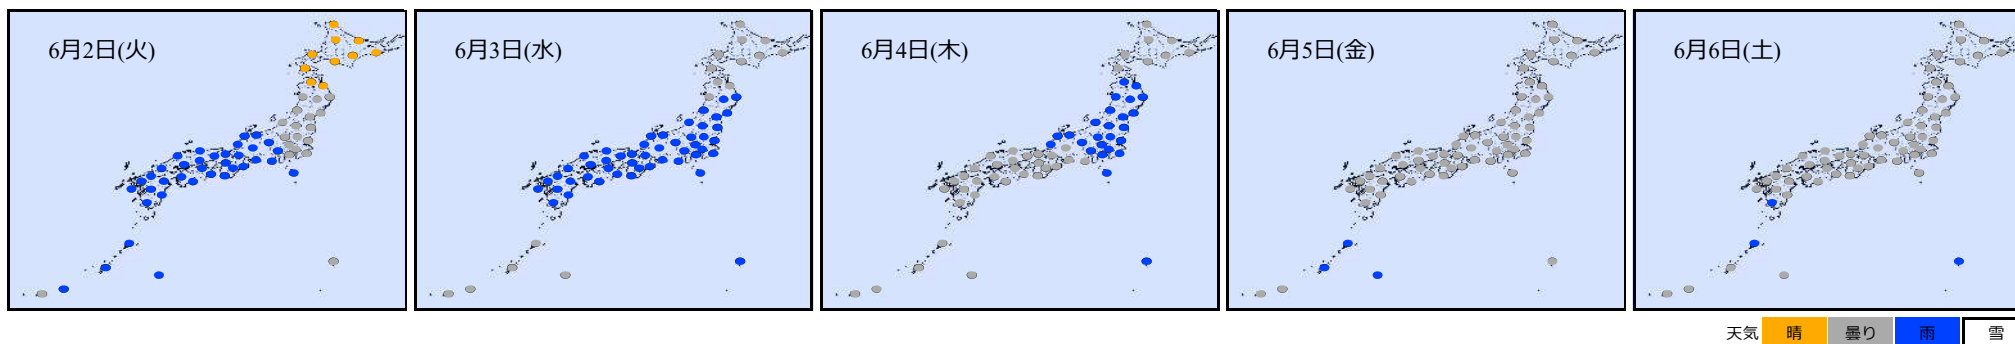 6月2日(火)
6月3日(水)
6月4日(木)
6月5日(金)
6月6日(土)
天気 晴 曇り 雨 雪